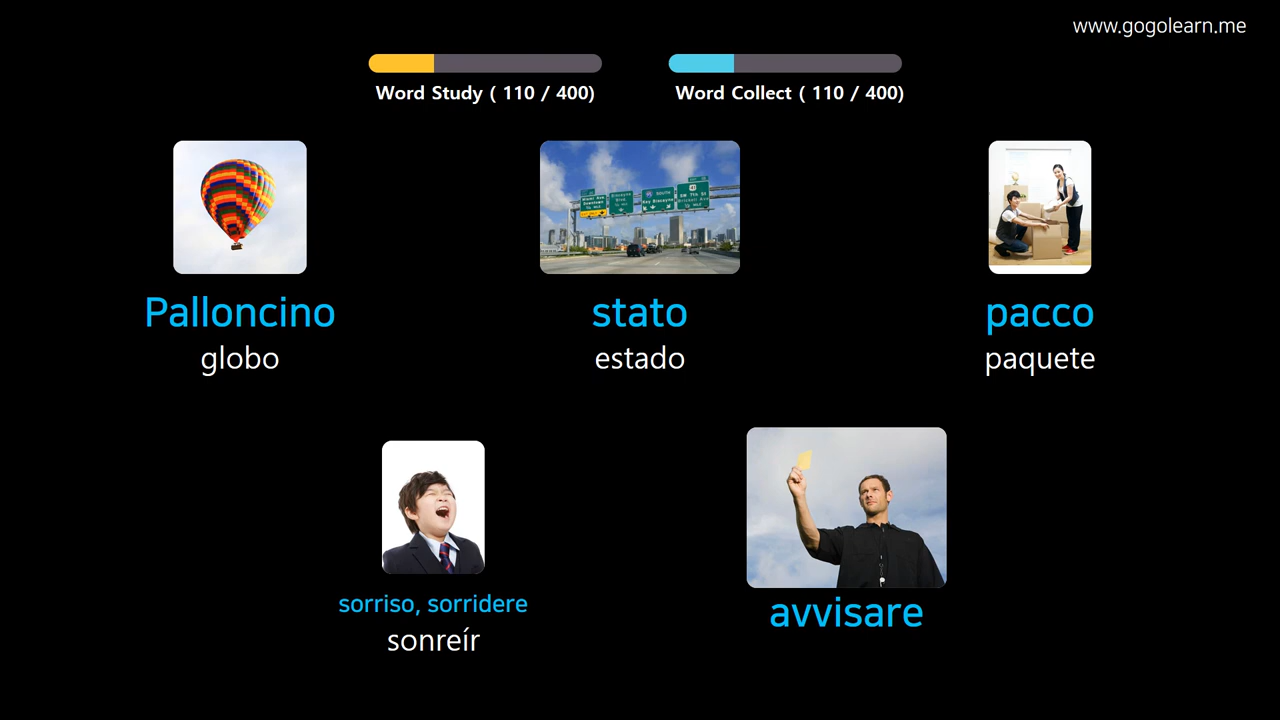 www.gogolearn.me
Word Study ( 110 / 400)
Word Collect ( 110 / 400)
Palloncino
globo
stato
estado
pacco
paquete
sorriso, sorridere
sonreír
avvisare